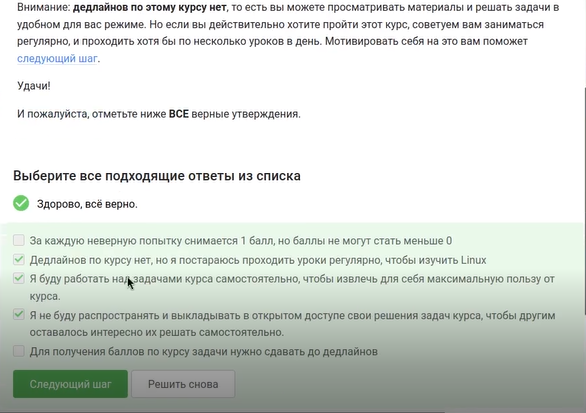 Внимание: дедлайнов по этому курсу нет, то есть вы можете просматривать материалы и решать задачи в
удобном для вас режиме. Но если вы действительно хотите пройти этот курс, советуем вам заниматься
регулярно, и проходить хотя бы по несколько уроков в день. Мотивировать себя на это вам поможет
следующий шаг.
Удачи!
И пожалуйста, отметьте ниже ВСЕ верные утверждения.
Выберите все подходящие ответы из списка
Здорово, всё верно.
За каждую неверную попытку снимается 1 балл, но баллы не могут стать меньше 0
Дедлайнов по курсу нет, но я постараюсь проходить уроки регулярно, чтобы изучить Linux
Я буду работать над задачами курса самостоятельно, чтобы извлечь для себя максимальную пользу от
курса.
Я не буду распространять и выкладывать в открытом доступе свои решения задач курса, чтобы другим
оставалось интересно их решать самостоятельно.
Для получения баллов по курсу задачи нужно сдавать до дедлайнов
Следующий шаг
Решить снова